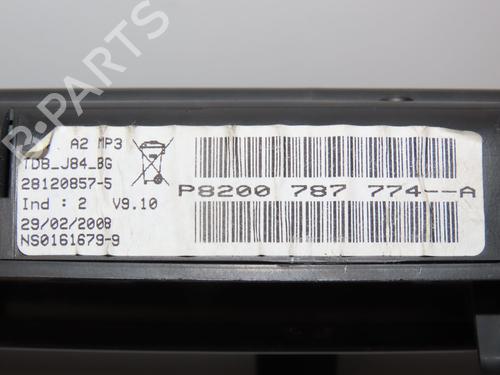 A2 MP3
TDB_J84_BG
28120857-5
Ind : 2 V9.10
29/02/2008
NS0161679-9
P8200 787 774--A
B-PARTS